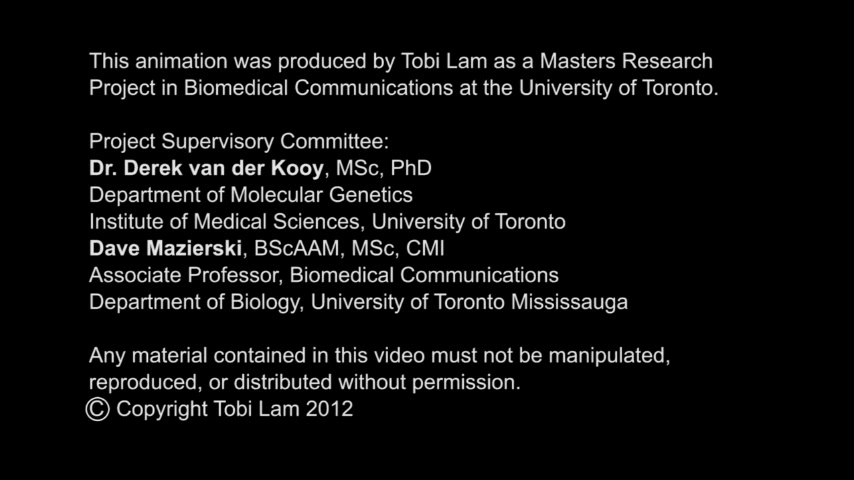 This animation was produced by Tobi Lam as a Masters Research
Project in Biomedical Communications at the University of Toronto.
Project Supervisory Committee:
Dr. Derek van der Kooy, MSc, PhD
Department of Molecular Genetics
Institute of Medical Sciences, University of Toronto
Dave Mazierski, BScAAM, MSc, CMI
Associate Professor, Biomedical Communications
Department of Biology, University of Toronto Mississauga
Any material contained in this video must not be manipulated,
reproduced, or distributed without permission.
© Copyright Tobi Lam 2012